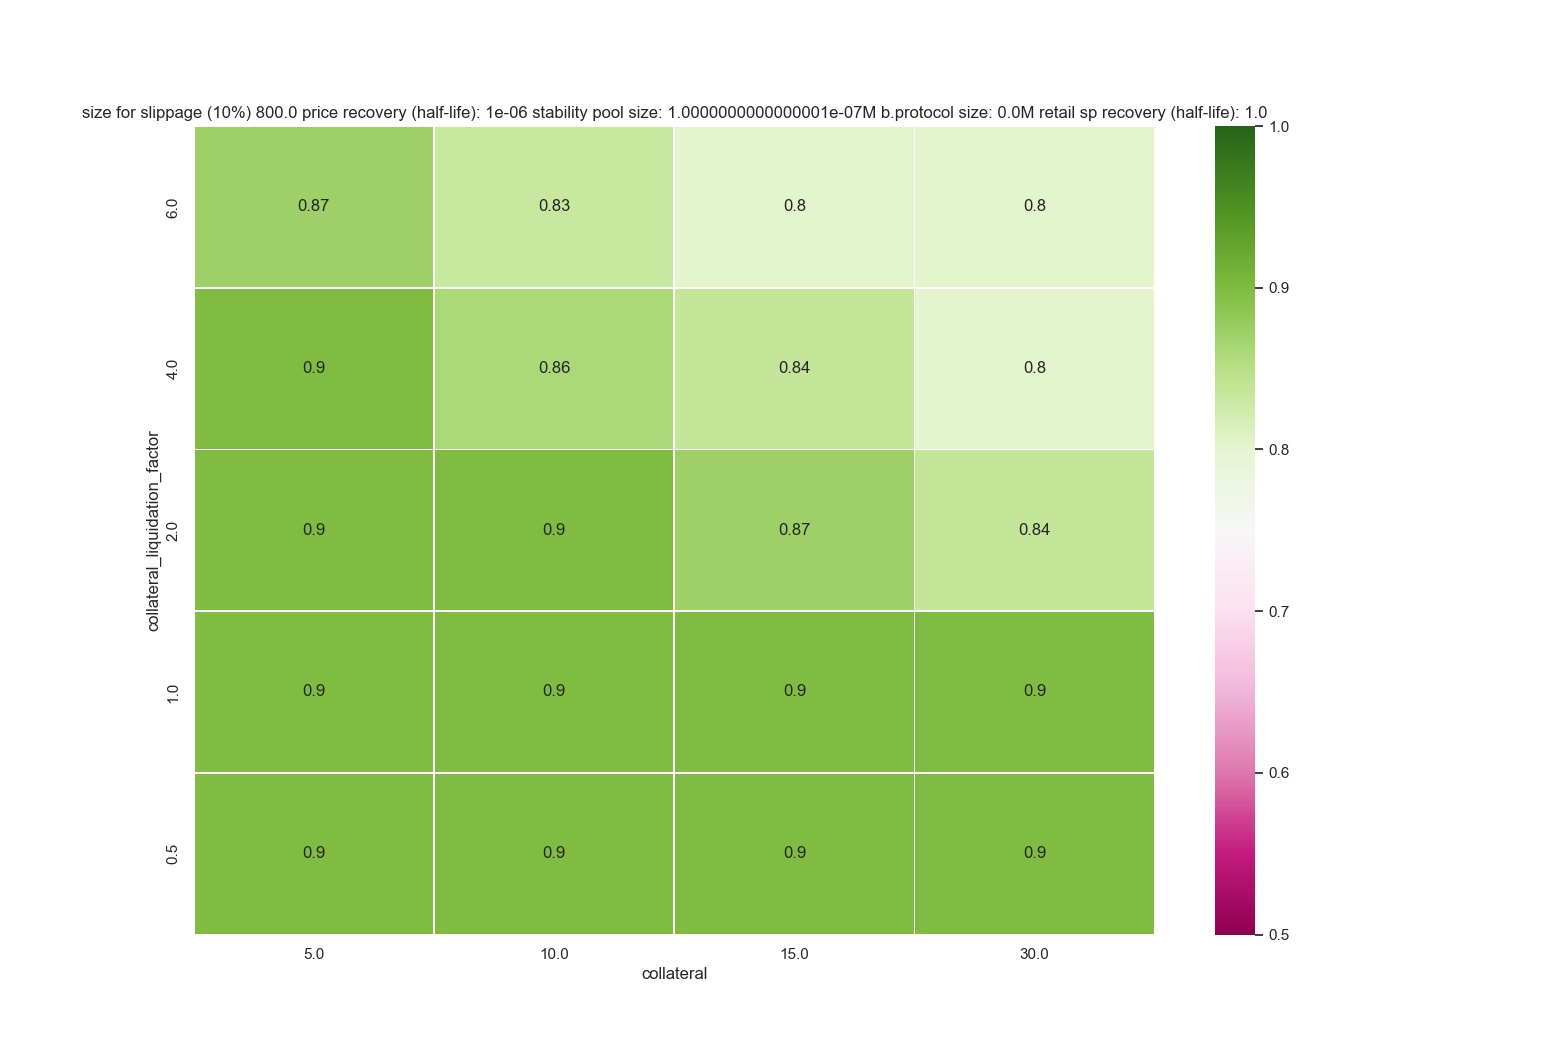 size for slippage (10%) 800.0 price recovery (half-life): 1e-06 stability pool size: 1.0000000000000001e-07M b.protocol size: 0.0M retail sp recovery (half-life): 1.0
collateral_liquidation_factor
6.0 0.87 0.83 0.8 0.8
4.0 0.9 0.86 0.84 0.8
2.0 0.9 0.9 0.87 0.84
1.0 0.9 0.9 0.9 0.9
0.5 0.9 0.9 0.9 0.9
5.0 10.0 15.0 30.0
collateral
1.0
0.9
0.8
0.7
0.6
0.5